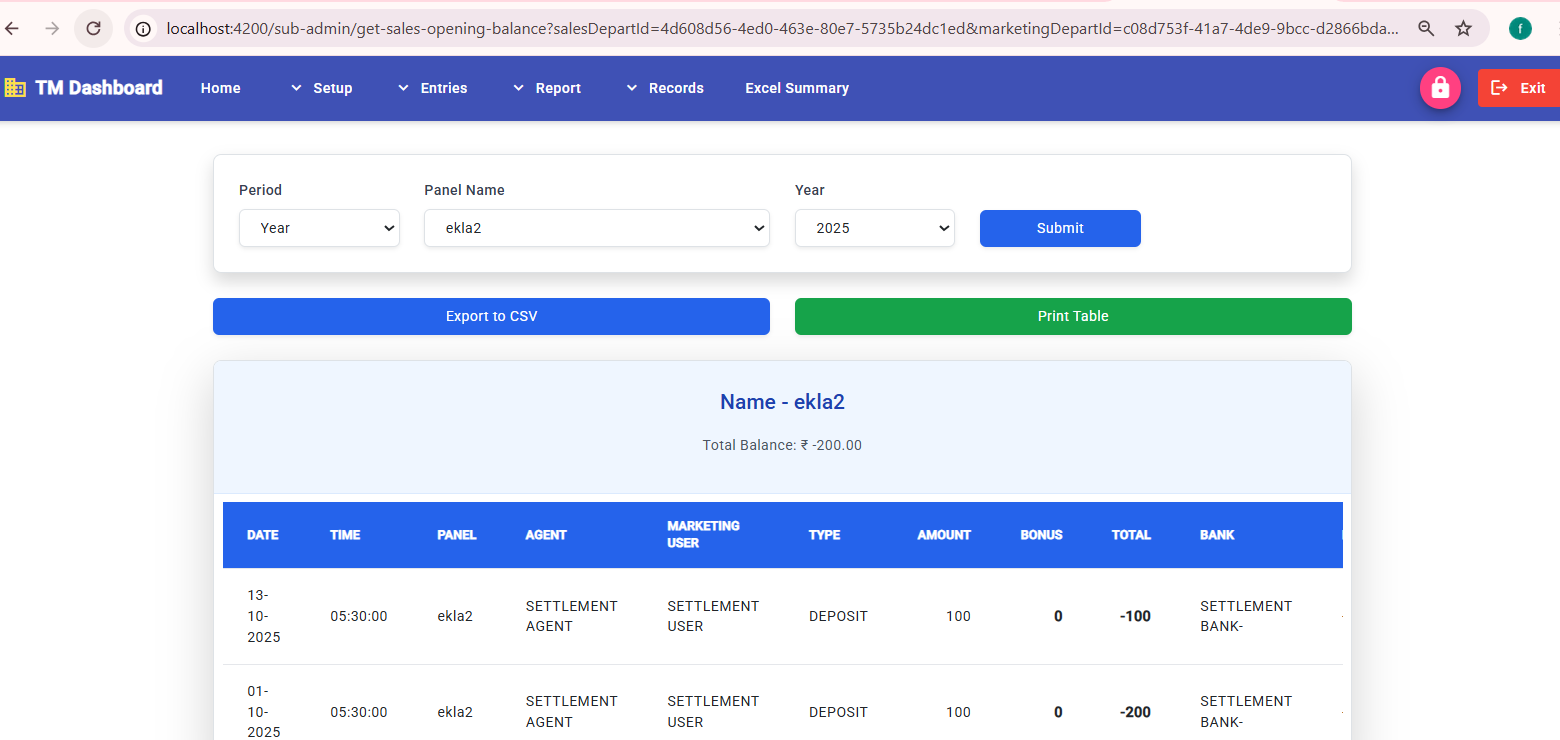 localhost:4200/sub-admin/get-sales-opening-balance?salesDepartId=4d608d56-4ed0-463e-80e7-5735b24dc1ed&marketingDepartId=c08d753f-41a7-4de9-9bcc-d2866bda...
f
TM Dashboard Home Setup Entries Report Records Excel Summary Exit
Period Panel Name Year
Year ekla2 2025 Submit
Export to CSV Print Table
Name - ekla2
Total Balance: ₹ -200.00
DATE TIME PANEL AGENT MARKETING USER TYPE AMOUNT BONUS TOTAL BANK
13-10-2025 05:30:00 ekla2 SETTLEMENT AGENT SETTLEMENT USER DEPOSIT 100 0 -100 SETTLEMENT BANK-
01-10-2025 05:30:00 ekla2 SETTLEMENT AGENT SETTLEMENT USER DEPOSIT 100 0 -200 SETTLEMENT BANK-